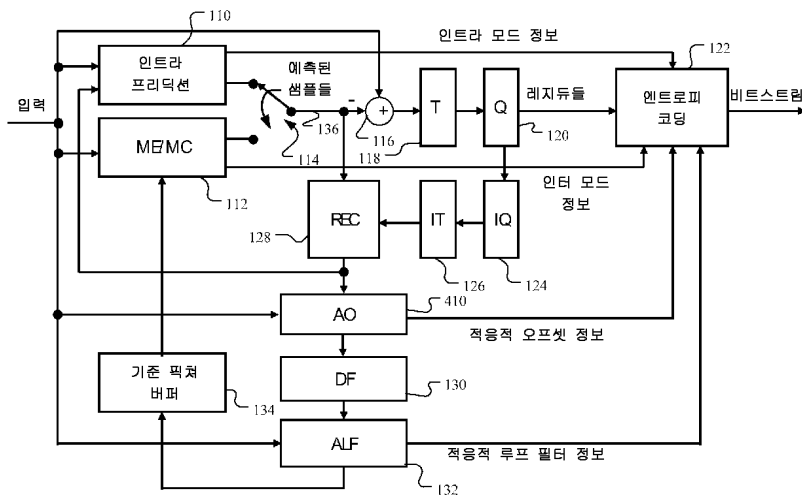 110
인트라 모드 정보
122
인트라
프리딕션
예측된
샘플들
입력
136
-
+
116
T
118
Q
120
레지듀들
엔트로피
코딩
비트스트림
114
ME/MC
112
인터 모드
정보
REC
128
IT
126
IQ
124
AO
410
적응적 오프셋 정보
기준 픽쳐
버퍼
134
DF
130
ALF
132
적응적 루프 필터 정보